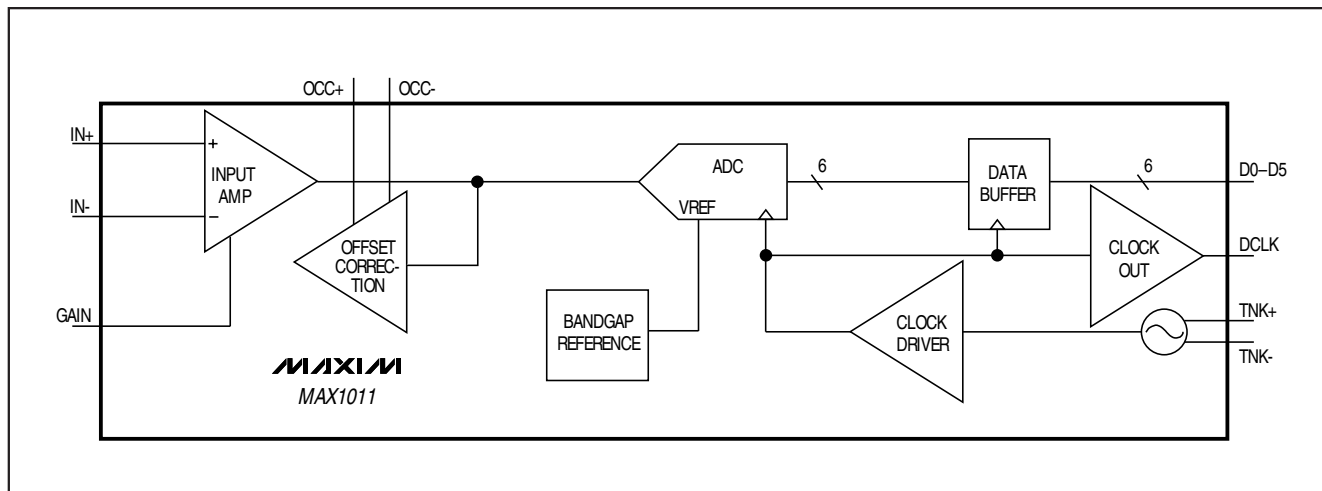 OCC+ OCC-
IN+
+
INPUT
AMP
IN-
−
GAIN
OFFSET
CORREC-
TION
MAXIM
MAX1011
ADC
VREF
6
BANDGAP
REFERENCE
DATA
BUFFER
6
D0–D5
CLOCK
OUT
DCLK
CLOCK
DRIVER
TNK+
TNK-